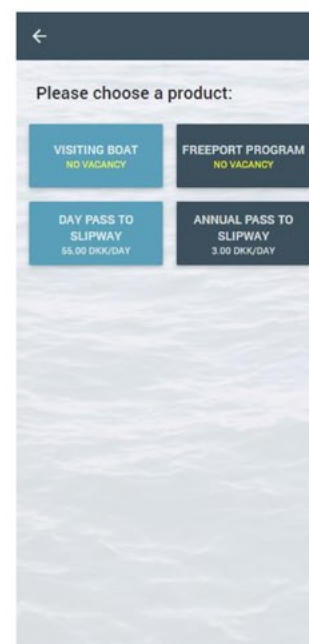 Please choose a product:
VISITING BOAT
NO VACANCY
FREEPORT PROGRAM
NO VACANCY
DAY PASS TO
SLIPWAY
55.00 DKK/DAY
ANNUAL PASS TO
SLIPWAY
3.00 DKK/DAY